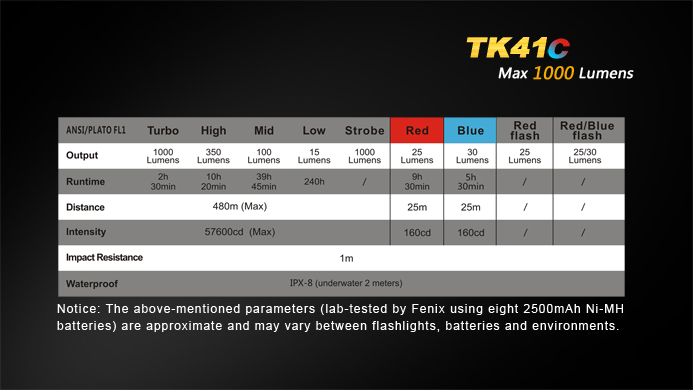 TK41C
Max 1000 Lumens
ANSI/PLATO FL1 Turbo High Mid Low Strobe Red Blue Red flash Red/Blue flash
Output 1000 Lumens 350 Lumens 100 Lumens 15 Lumens 1000 Lumens 25 Lumens 30 Lumens 25 Lumens 25/30 Lumens
Runtime 2h 30min 10h 20min 39h 45min 240h / 9h 30min 5h 30min / /
Distance 480m (Max) 25m 25m / /
Intensity 57600cd (Max) 160cd 160cd / /
Impact Resistance 1m
Waterproof IPX-8 (underwater 2 meters)
Notice: The above-mentioned parameters (lab-tested by Fenix using eight 2500mAh Ni-MH
batteries) are approximate and may vary between flashlights, batteries and environments.